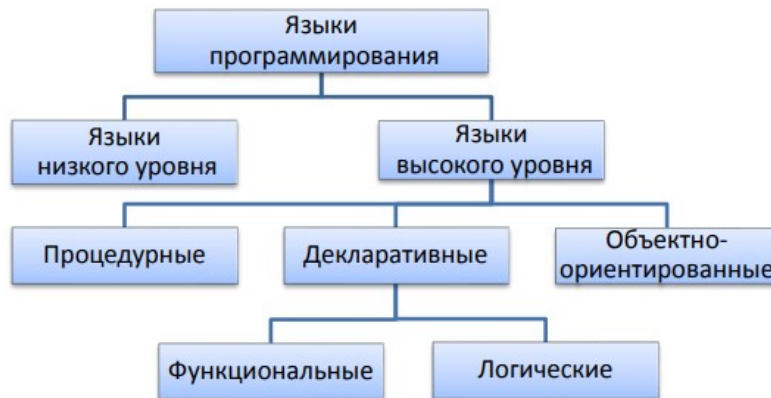 Языки
программирования
Языки
низкого уровня
Языки
высокого уровня
Процедурные
Декларативные
Объектно-
ориентированные
Функциональные
Логические